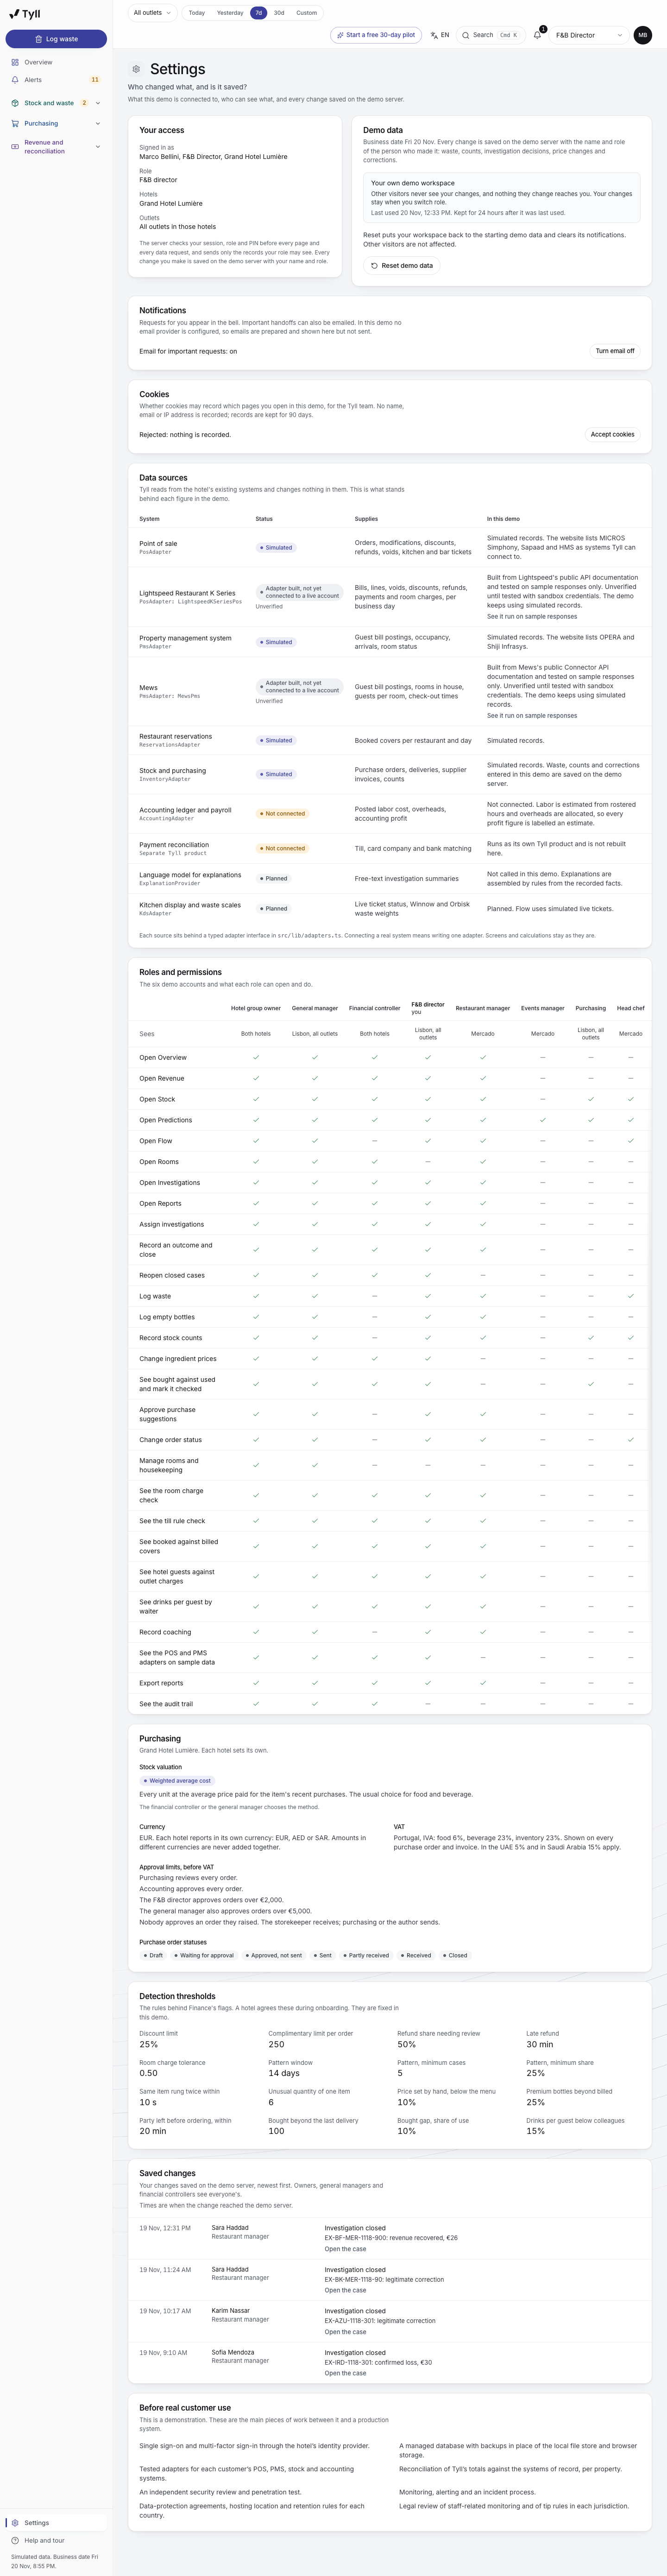 Tyll
Log waste
Overview
Alerts 11
Stock and waste 2
Purchasing
Revenue and
reconciliation
All outlets
Today Yesterday 7d 30d Custom
Start a free 30-day pilot
EN
Search Cmd K
1
F&B Director
MB
Settings
Who changed what, and is it saved?
What this demo is connected to, who can see what, and every change saved on the demo server.
Your access
Signed in as
Marco Bellini, F&B Director, Grand Hotel Lumière
Role
F&B director
Hotels
Grand Hotel Lumière
Outlets
All outlets in those hotels
The server checks your session, role and PIN before every page and
every data request, and sends only the records your role may see. Every
change you make is saved on the demo server with your name and role.
Demo data
Business date Fri 20 Nov. Every change is saved on the demo server with the name and role
of the person who made it: waste, counts, investigation decisions, price changes and
corrections.
Your own demo workspace
Other visitors never see your changes, and nothing they change reaches you. Your changes
stay when you switch role.
Last used 20 Nov, 12:33 PM. Kept for 24 hours after it was last used.
Reset puts your workspace back to the starting demo data and clears its notifications.
Other visitors are not affected.
Reset demo data
Notifications
Requests for you appear in the bell. Important handoffs can also be emailed. In this demo no
email provider is configured, so emails are prepared and shown here but not sent.
Email for important requests: on
Turn email off
Cookies
Whether cookies may record which pages you open in this demo, for the Tyll team. No name,
email or IP address is recorded; records are kept for 90 days.
Rejected: nothing is recorded.
Accept cookies
Data sources
Tyll reads from the hotel's existing systems and changes nothing in them. This is what stands
behind each figure in the demo.
System Status Supplies In this demo
Point of sale
PosAdapter
Simulated
Orders, modifications, discounts,
refunds, voids, kitchen and bar tickets
Simulated records. The website lists MICROS
Simphony, Sapaad and HMS as systems Tyll can
connect to.
Lightspeed Restaurant K Series
PosAdapter: LightspeedKSeriesPos
Adapter built, not yet
connected to a live account
Unverified
Bills, lines, voids, discounts, refunds,
payments and room charges, per
business day
Built from Lightspeed's public API documentation
and tested on sample responses only. Unverified
until tested with sandbox credentials. The demo
keeps using simulated records.
See it run on sample responses
Property management system
PmsAdapter
Simulated
Guest bill postings, occupancy,
arrivals, room status
Simulated records. The website lists OPERA and
Shiji Infrasys.
Mews
PmsAdapter: MewsPms
Adapter built, not yet
connected to a live account
Unverified
Guest bill postings, rooms in house,
guests per room, check-out times
Built from Mews's public Connector API
documentation and tested on sample responses
only. Unverified until tested with sandbox
credentials. The demo keeps using simulated
records.
See it run on sample responses
Restaurant reservations
ReservationsAdapter
Simulated
Booked covers per restaurant and day
Simulated records.
Stock and purchasing
InventoryAdapter
Simulated
Purchase orders, deliveries, supplier
invoices, counts
Simulated records. Waste, counts and corrections
entered in this demo are saved on the demo
server.
Accounting ledger and payroll
AccountingAdapter
Not connected
Posted labor cost, overheads,
accounting profit
Not connected. Labor is estimated from rostered
hours and overheads are allocated, so every
profit figure is labelled an estimate.
Payment reconciliation
Separate Tyll product
Not connected
Till, card company and bank matching
Runs as its own Tyll product and is not rebuilt
here.
Language model for explanations
ExplanationProvider
Planned
Free-text investigation summaries
Not called in this demo. Explanations are
assembled by rules from the recorded facts.
Kitchen display and waste scales
KdsAdapter
Planned
Live ticket status, Winnow and Orbisk
waste weights
Planned. Flow uses simulated live tickets.
Each source sits behind a typed adapter interface in src/lib/adapters.ts. Connecting a real system means writing one adapter. Screens and calculations stay as they are.
Roles and permissions
The six demo accounts and what each role can open and do.
Hotel group owner General manager Financial controller F&B director you Restaurant manager Events manager Purchasing Head chef
Sees Both hotels Lisbon, all outlets Both hotels Lisbon, all outlets Mercado Mercado Lisbon, all outlets Mercado
Open Overview
Open Revenue
Open Stock
Open Predictions
Open Flow
Open Rooms
Open Investigations
Open Reports
Assign investigations
Record an outcome and
close
Reopen closed cases
Log waste
Log empty bottles
Record stock counts
Change ingredient prices
See bought against used
and mark it checked
Approve purchase
suggestions
Change order status
Manage rooms and
housekeeping
See the room charge
check
See the till rule check
See booked against billed
covers
See hotel guests against
outlet charges
See drinks per guest by
waiter
Record coaching
See the POS and PMS
adapters on sample data
Export reports
See the audit trail
Purchasing
Grand Hotel Lumière. Each hotel sets its own.
Stock valuation
Weighted average cost
Every unit at the average price paid for the item's recent purchases. The usual choice for food and beverage.
The financial controller or the general manager chooses the method.
Currency
EUR. Each hotel reports in its own currency: EUR, AED or SAR. Amounts in
different currencies are never added together.
VAT
Portugal, IVA: food 6%, beverage 23%, inventory 23%. Shown on every
purchase order and invoice. In the UAE 5% and in Saudi Arabia 15% apply.
Approval limits, before VAT
Purchasing reviews every order.
Accounting approves every order.
The F&B director approves orders over €2,000.
The general manager also approves orders over €5,000.
Nobody approves an order they raised. The storekeeper receives; purchasing or the author sends.
Purchase order statuses
Draft Waiting for approval Approved, not sent Sent Partly received Received Closed
Detection thresholds
The rules behind Finance's flags. A hotel agrees these during onboarding. They are fixed in
this demo.
Discount limit Complimentary limit per order Refund share needing review Late refund
25% 250 50% 30 min
Room charge tolerance Pattern window Pattern, minimum cases Pattern, minimum share
0.50 14 days 5 25%
Same item rung twice within Unusual quantity of one item Price set by hand, below the menu Premium bottles beyond billed
10 s 6 10% 25%
Party left before ordering, within Bought beyond the last delivery Bought gap, share of use Drinks per guest below colleagues
20 min 100 10% 15%
Saved changes
Your changes saved on the demo server, newest first. Owners, general managers and
financial controllers see everyone's.
Times are when the change reached the demo server.
19 Nov, 12:31 PM
Sara Haddad
Restaurant manager
Investigation closed
EX-BF-MER-1118-900: revenue recovered, €26
Open the case
19 Nov, 11:24 AM
Sara Haddad
Restaurant manager
Investigation closed
EX-BK-MER-1118-90: legitimate correction
Open the case
19 Nov, 10:17 AM
Karim Nassar
Restaurant manager
Investigation closed
EX-AZU-1118-301: legitimate correction
Open the case
19 Nov, 9:10 AM
Sofia Mendoza
Restaurant manager
Investigation closed
EX-IRD-1118-301: confirmed loss, €30
Open the case
Before real customer use
This is a demonstration. These are the main pieces of work between it and a production
system.
Single sign-on and multi-factor sign-in through the hotel's identity provider.
A managed database with backups in place of the local file store and browser
storage.
Tested adapters for each customer's POS, PMS, stock and accounting
systems.
Reconciliation of Tyll's totals against the systems of record, per property.
An independent security review and penetration test.
Monitoring, alerting and an incident process.
Data-protection agreements, hosting location and retention rules for each
country.
Legal review of staff-related monitoring and of tip rules in each jurisdiction.
Settings
Help and tour
Simulated data. Business date Fri
20 Nov, 8:55 PM.